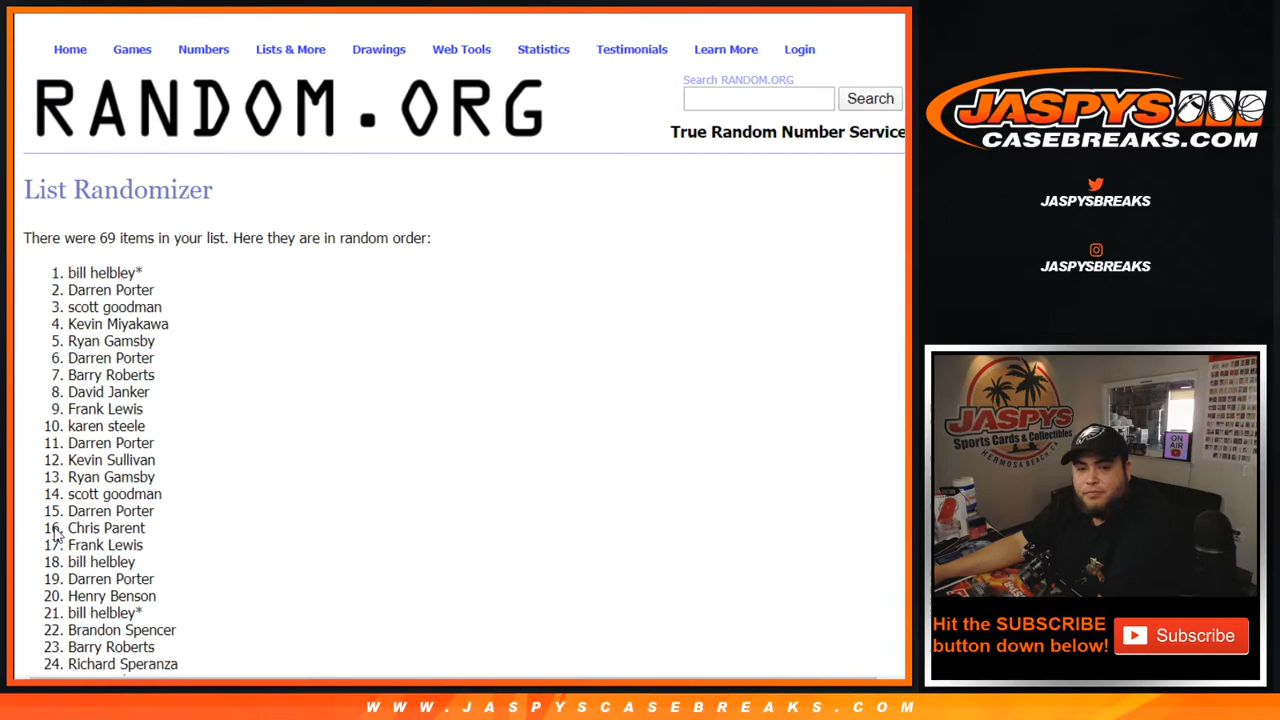 Home Games Numbers Lists & More Drawings Web Tools Statistics Testimonials Learn More Login
RANDOM.ORG
Search RANDOM.ORG
Search
True Random Number Service
List Randomizer
There were 69 items in your list. Here they are in random order:
1. bill helbley*
2. Darren Porter
3. scott goodman
4. Kevin Miyakawa
5. Ryan Gamsby
6. Darren Porter
7. Barry Roberts
8. David Janker
9. Frank Lewis
10. karen steele
11. Darren Porter
12. Kevin Sullivan
13. Ryan Gamsby
14. scott goodman
15. Darren Porter
16. Chris Parent
17. Frank Lewis
18. bill helbley
19. Darren Porter
20. Henry Benson
21. bill helbley*
22. Brandon Spencer
23. Barry Roberts
24. Richard Speranza
JASPYS
CASEBREAKS.COM
JASPYSBREAKS
JASPYSBREAKS
JASPYS
Sports Cards & Collectibles
HERMOSA BEACH CA
ON
AIR
Hit the SUBSCRIBE
button down below!
Subscribe
WWW.JASPYSCASEBREAKS.COM